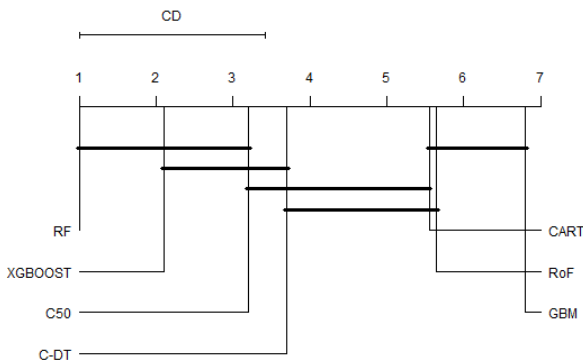 CD
1 2 3 4 5 6 7
RF CART
XGBOOST RoF
C50 GBM
C-DT